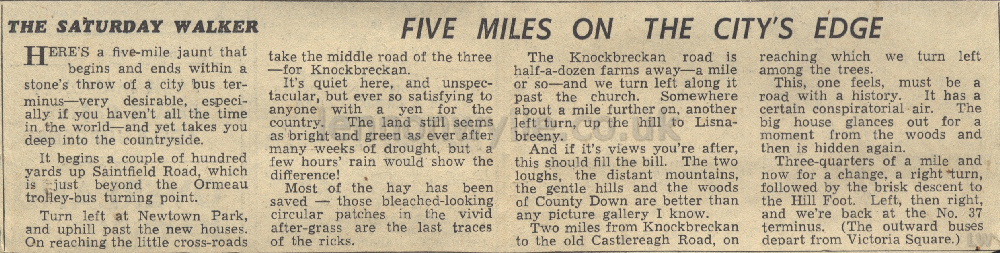 THE SATURDAY WALKER
FIVE MILES ON THE CITY'S EDGE
HERE'S a five-mile jaunt that
begins and ends within a
stone's throw of a city bus ter-
minus—very desirable, especi-
ally if you haven't all the time
in the world—and yet takes you
deep into the countryside.
It begins a couple of hundred
yards up Saintfield Road, which
is just beyond the Ormeau
trolley-bus turning point.
Turn left at Newtown Park,
and uphill past the new houses.
On reaching the little cross-roads
take the middle road of the three
—for Knockbreckan.
It's quiet here, and unspec-
tacular, but ever so satisfying to
anyone with a yen for the
country. The land still seems
as bright and green as ever after
many weeks of drought, but a
few hours' rain would show the
difference!
Most of the hay has been
saved — those bleached-looking
circular patches in the vivid
after-grass are the last traces
of the ricks.
The Knockbreckan road is
half-a-dozen farms away—a mile
or so—and we turn left along it
past the church. Somewhere
about a mile further on, another
left turn, up the hill to Lisna-
breeny.
And if it's views you're after,
this should fill the bill. The two
loughs, the distant mountains,
the gentle hills and the woods
of County Down are better than
any picture gallery I know.
Two miles from Knockbreckan
to the old Castlereagh Road, on
reaching which we turn left
among the trees.
This, one feels, must be a
road with a history. It has a
certain conspiratorial air. The
big house glances out for a
moment from the woods and
then is hidden again.
Three-quarters of a mile and
now for a change, a right turn,
followed by the brisk descent to
the Hill Foot. Left, then right,
and we're back at the No. 37
terminus. (The outward buses
depart from Victoria Square.)